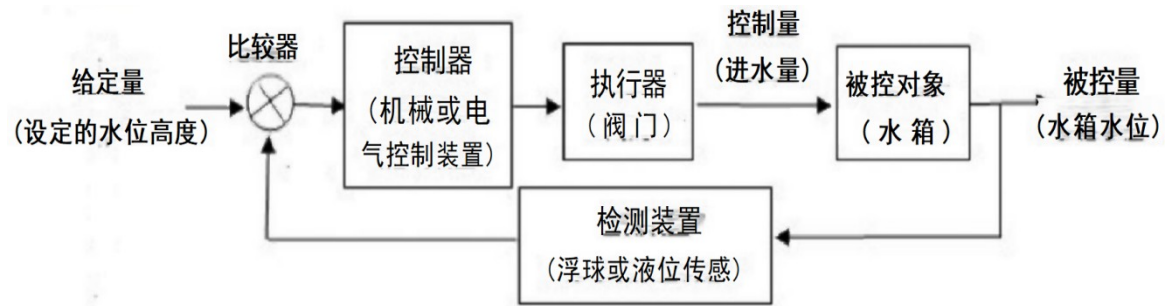 比较器
给定量
(设定的水位高度)
控制器
(机械或电
气控制装置)
执行器
(阀门)
控制量
(进水量)
被控对象
(水箱)
被控量
(水箱水位)
检测装置
(浮球或液位传感)